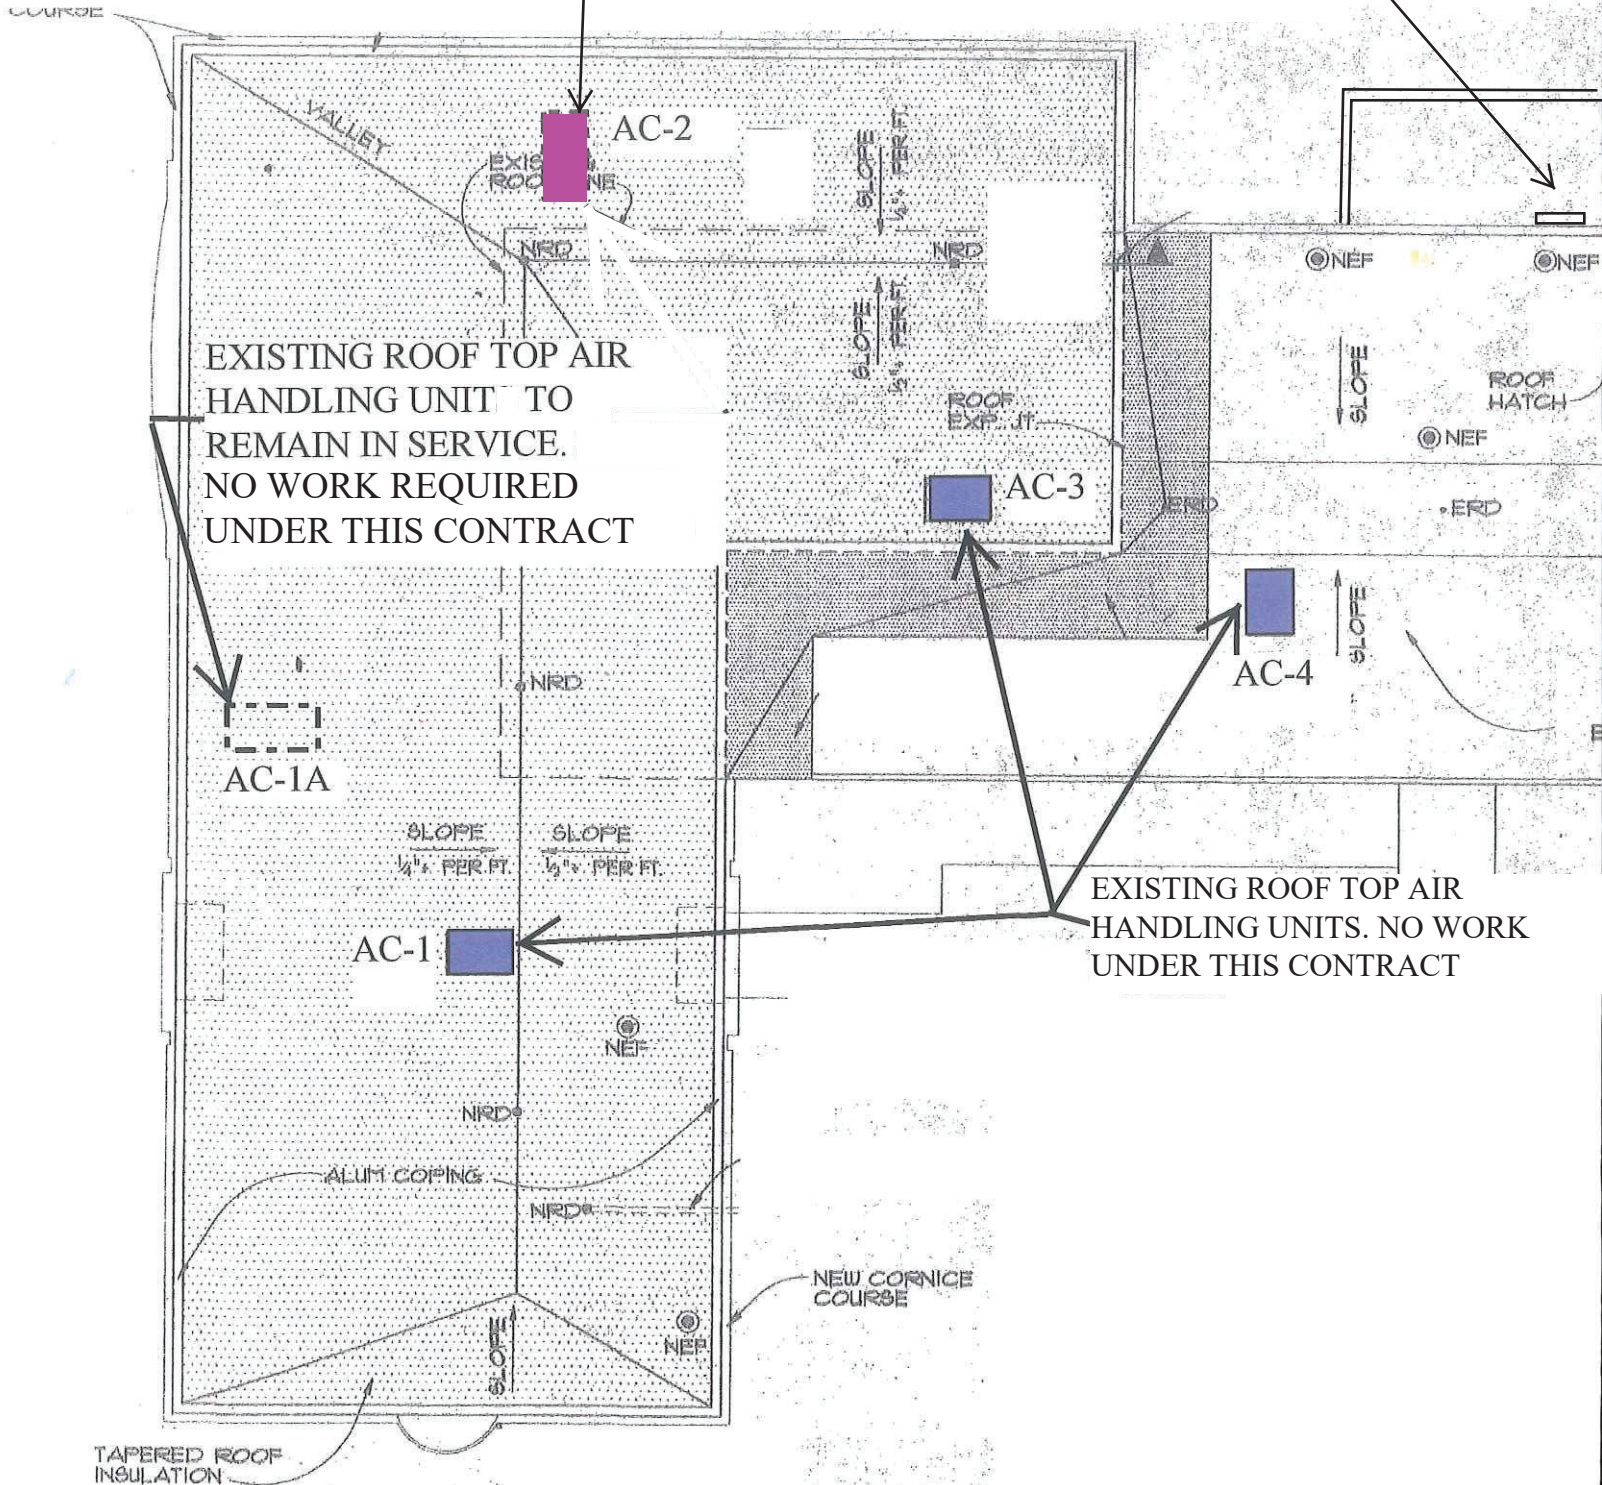 COURSE
VALLEY
AC-2
SLOPE
1/2"± PER FT.
NRD
NRD
NEF
NEF
SLOPE
1/2"± PER FT.
EXISTING ROOF TOP AIR
HANDLING UNIT TO
REMAIN IN SERVICE.
NO WORK REQUIRED
UNDER THIS CONTRACT
SLOPE
ROOF
HATCH
ROOF
EXP. JT.
NEF
AC-3
ERD
ERD
SLOPE
AC-4
NRD
AC-1A
SLOPE
1/4"± PER FT.
SLOPE
1/2"± PER FT.
EXISTING ROOF TOP AIR
HANDLING UNITS. NO WORK
UNDER THIS CONTRACT
AC-1
NEF
NRD
ALUM COPING
NRD
NEW CORNICE
COURSE
NEF
SLOPE
TAPERED ROOF
INSULATION